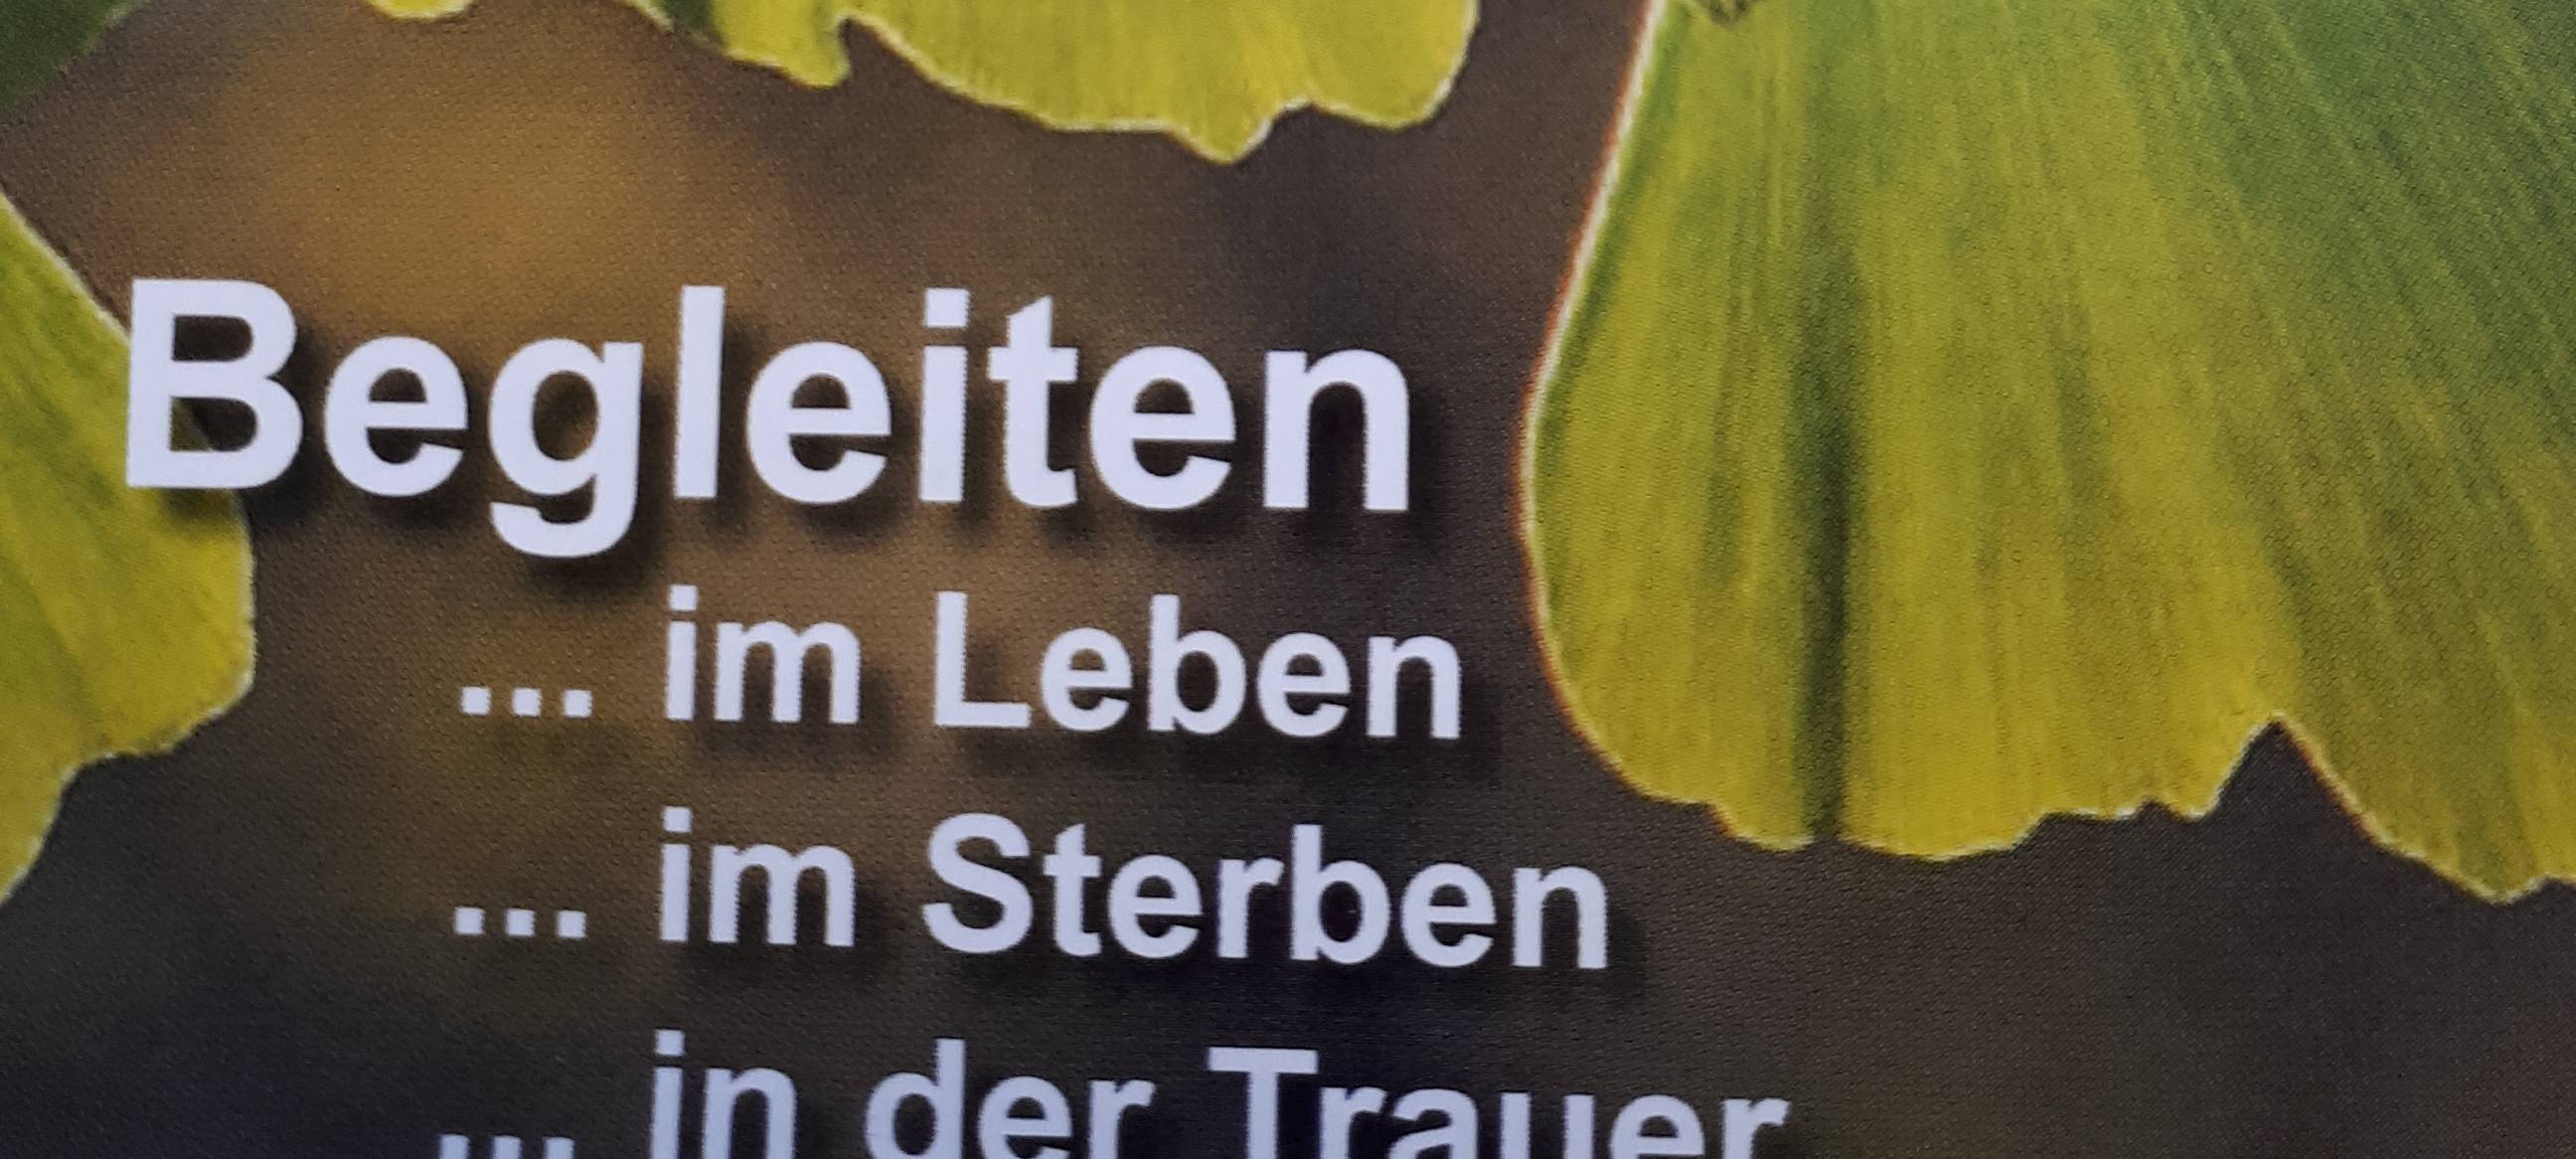 Begleiten
... im Leben
... im Sterben
... in der Trauer